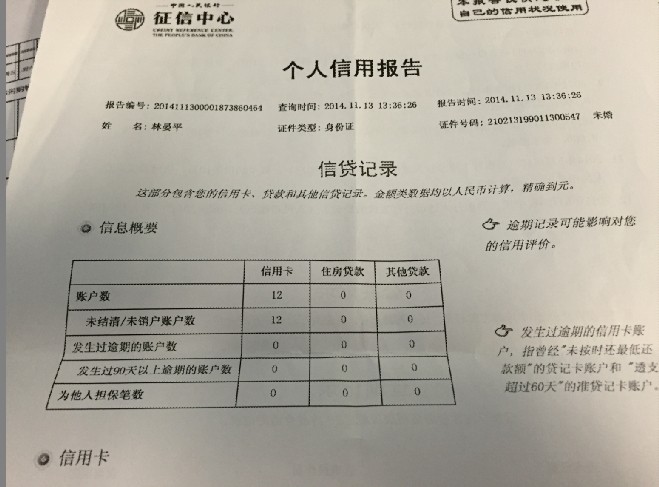 中国人民银行
征信中心
CREDIT REFERENCE CENTER,
THE PEOPLE'S BANK OF CHINA
自己的信用状况使用
个人信用报告
报告编号: 2014111300001873860464 查询时间: 2014.11.13 13:36:26 报告时间: 2014.11.13 13:36:26
姓 名: 林晏平 证件类型: 身份证 证件号码: 210213199011300547 未婚
信贷记录
这部分包含您的信用卡、贷款和其他信贷记录。金额类数据均以人民币计算，精确到元。
信息概要
逾期记录可能影响对您
的信用评价。
信用卡 住房贷款 其他贷款
账户数 12 0 0
未结清/未销户账户数 12 0 0
发生过逾期的账户数 0 0 0
发生过90天以上逾期的账户数 0 0 0
为他人担保笔数 0 0 0
发生过逾期的信用卡账
户，指曾经"未按时还最低还
款额"的贷记卡账户和"透支
超过60天"的准贷记卡账户。
信用卡